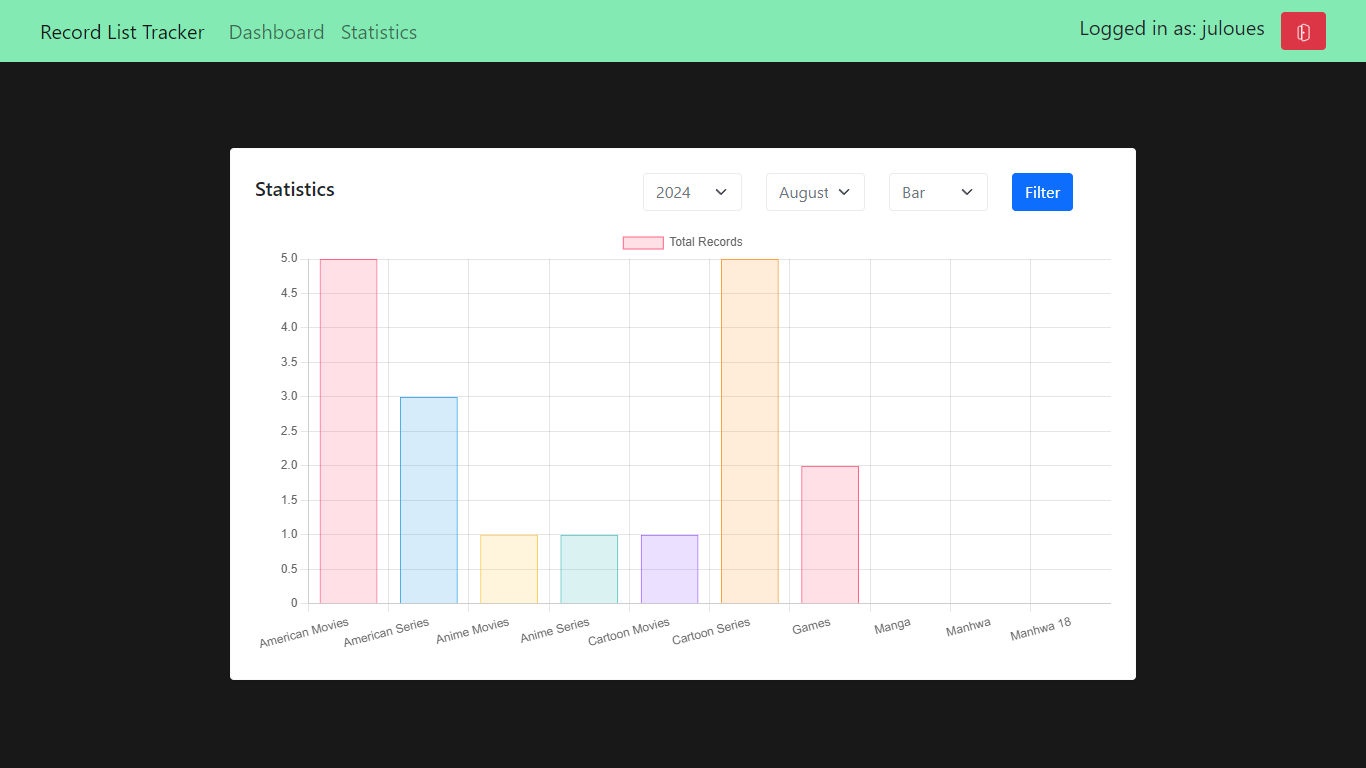 Record List Tracker Dashboard Statistics Logged in as: juloues
Statistics 2024 August Bar Filter
Total Records
5.0
4.5
4.0
3.5
3.0
2.5
2.0
1.5
1.0
0.5
0
American Movies American Series Anime Movies Anime Series Cartoon Movies Cartoon Series Games Manga Manhwa Manhwa 18